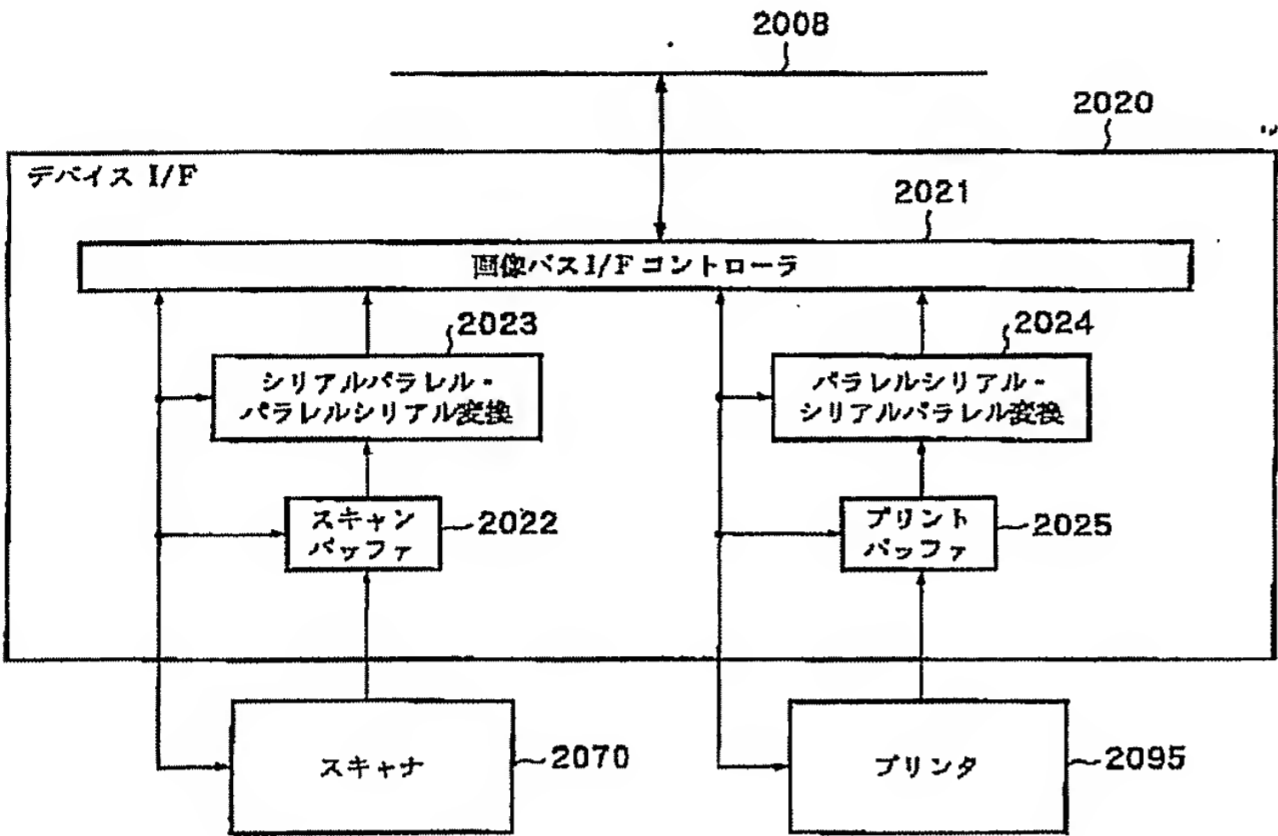 2008
2020
デバイス I/F
2021
画像バスI/Fコントローラ
2023
シリアルパラレル・
パラレルシリアル変換
2024
パラレルシリアル・
シリアルパラレル変換
スキャン
バッファ
2022
プリント
バッファ
2025
スキャナ
2070
プリンタ
2095